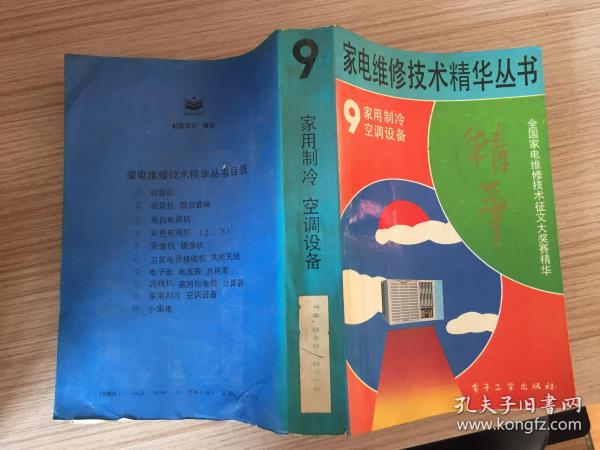 家电维修技术精华丛书
9
家用制冷
空调设备
精华
全国家电维修技术征文大奖赛精华
电子工业出版社
9
家用制冷 空调设备
家电维修技术精华丛书目录
收音机
收录机 组合音响
黑白电视机
彩色电视机 (上、下)
录像机 摄像机
卫星电视接收机 共用天线
电子表 电度表 万用表
游戏机 家用指电脑 计算器
家用制冷 空调设备
小家电
孔夫子旧书网
kongfz.com